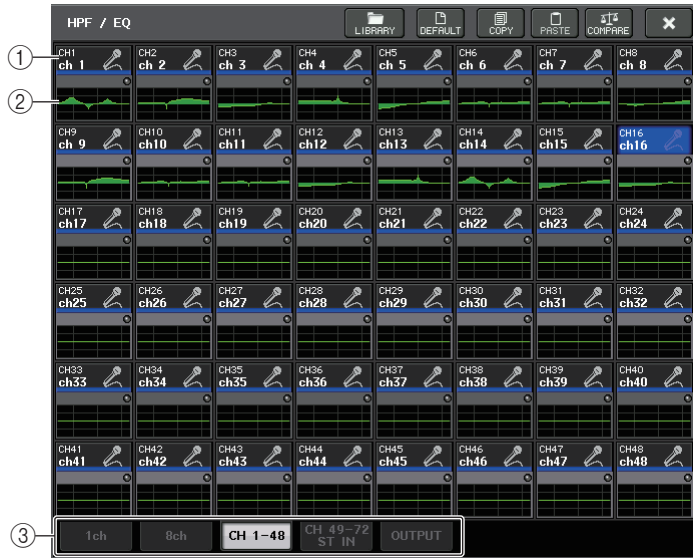 HPF / EQ
LIBRARY DEFAULT COPY PASTE COMPARE
1
CH1 CH2 CH3 CH4 CH5 CH6 CH7 CH8
ch 1 ch 2 ch 3 ch 4 ch 5 ch 6 ch 7 ch 8
2
CH9 CH10 CH11 CH12 CH13 CH14 CH15 CH16
ch 9 ch10 ch11 ch12 ch13 ch14 ch15 ch16
CH17 CH18 CH19 CH20 CH21 CH22 CH23 CH24
ch17 ch18 ch19 ch20 ch21 ch22 ch23 ch24
CH25 CH26 CH27 CH28 CH29 CH30 CH31 CH32
ch25 ch26 ch27 ch28 ch29 ch30 ch31 ch32
CH33 CH34 CH35 CH36 CH37 CH38 CH39 CH40
ch33 ch34 ch35 ch36 ch37 ch38 ch39 ch40
CH41 CH42 CH43 CH44 CH45 CH46 CH47 CH48
ch41 ch42 ch43 ch44 ch45 ch46 ch47 ch48
3
1ch 8ch CH 1-48 CH 49-72 OUTPUT
ST IN